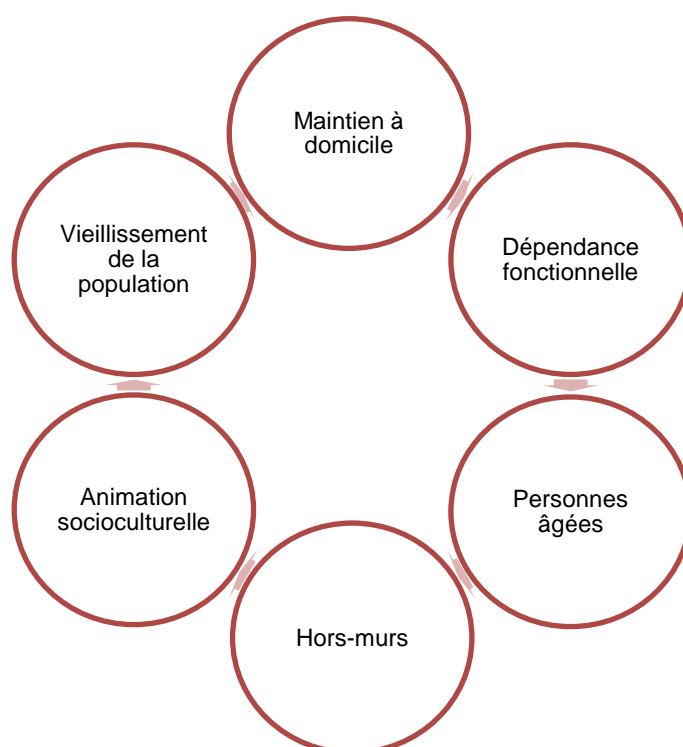 Maintien à
domicile
Dépendance
fonctionnelle
Personnes
âgées
Hors-murs
Animation
socioculturelle
Vieillissement
de la
population